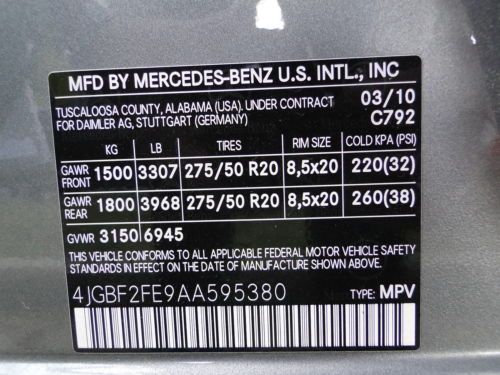 MFD BY MERCEDES-BENZ U.S. INTL., INC
TUSCALOOSA COUNTY, ALABAMA (USA). UNDER CONTRACT 03/10
FOR DAIMLER AG, STUTTGART (GERMANY) C792
KG LB TIRES RIM SIZE COLD KPA (PSI)
GAWR FRONT 1500 3307 275/50 R20 8,5x20 220(32)
GAWR REAR 1800 3968 275/50 R20 8,5x20 260(38)
GVWR 3150 6945
THIS VEHICLE CONFORMS TO ALL APPLICABLE FEDERAL MOTOR VEHICLE SAFETY
STANDARDS IN EFFECT ON THE DATE OF MANUFACTURE SHOWN ABOVE.
4JGBF2FE9AA595380 TYPE: MPV